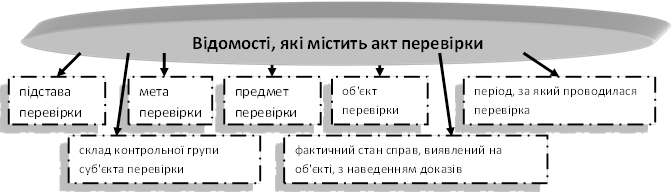 Відомості, які містить акт перевірки
підстава
перевірки
мета
перевірки
предмет
перевірки
об'єкт
перевірки
період, за який проводилася
перевірка
склад контрольної групи
суб'єкта перевірки
фактичний стан справ, виявлений на
об'єкті, з наведенням доказів